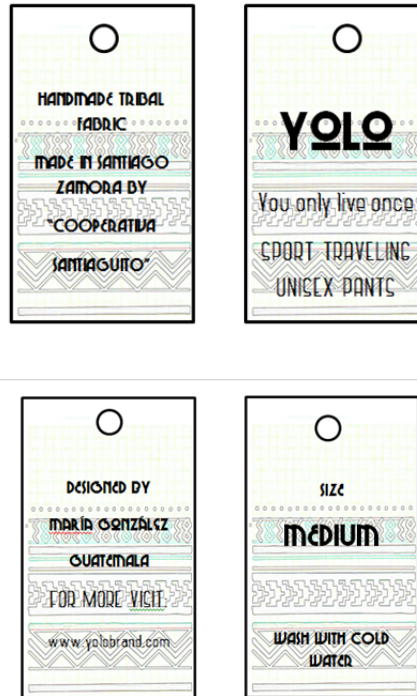 HANDMADE TRIBAL
FABRIC
MADE IN SANTIAGO
ZAMORA BY
"COOPERATIVA
SANTIAGUITO"
YOLO
You only live once
SPORT TRAVELING
UNISEX PANTS
DESIGNED BY
MARÍA GONZÁLEZ
GUATEMALA
FOR MORE VISIT:
www.yolobrand.com
SIZE
MEDIUM
WASH WITH COLD
WATER